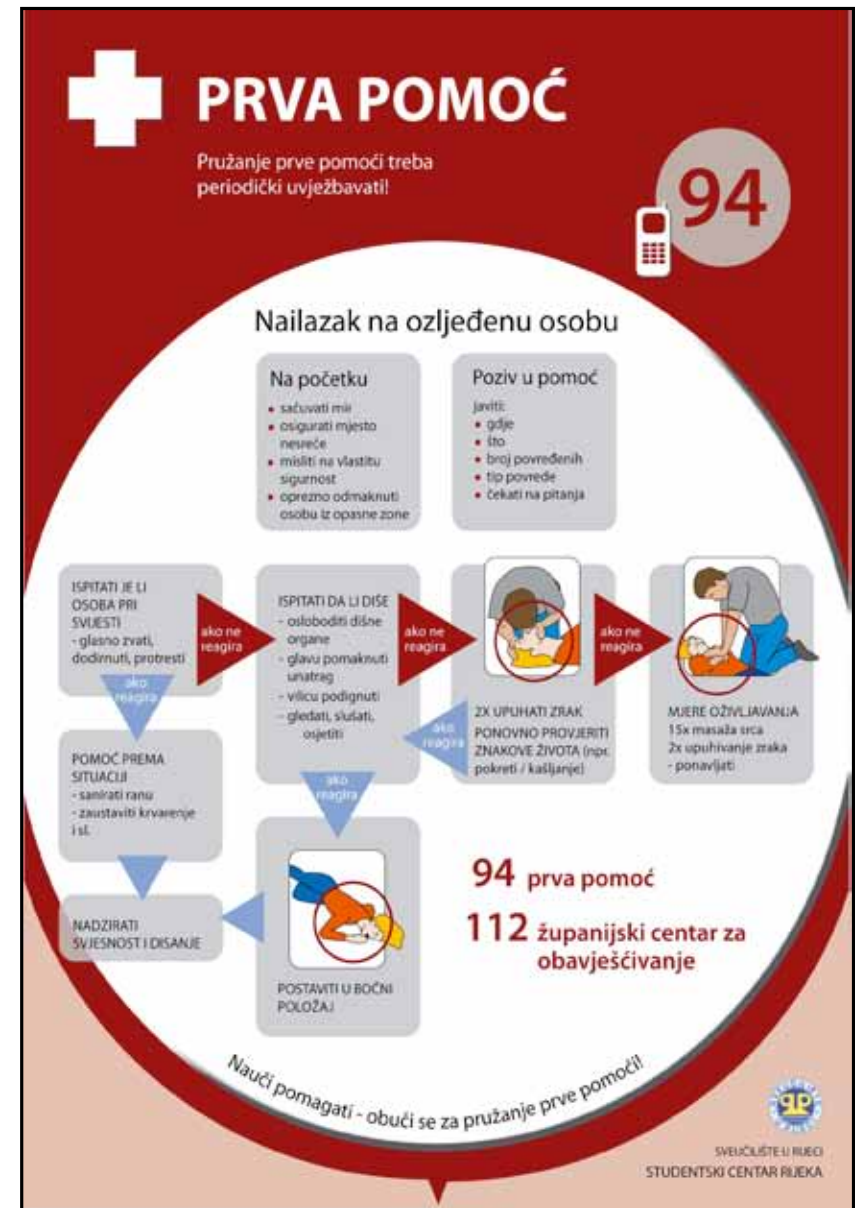 PRVA POMOĆ
Pružanje prve pomoći treba
periodički uvježbavati!
94
Nailazak na ozljeđenu osobu
Na početku
• sačuvati mir
• osigurati mjesto
nesreće
• misliti na vlastitu
sigurnost
• oprezno odmaknuti
osobu iz opasne zone
Poziv u pomoć
javiti:
• gdje
• što
• broj povređenih
• tip povrede
• čekati na pitanja
ISPITATI JE LI
OSOBA PRI
SVIJESTI
- glasno zvati,
dodirnuti, protresti
ako ne
reagira
ako
reagira
ISPITATI DA LI DIŠE
- osloboditi dišne
organe
- glavu pomaknuti
unatrag
- vilicu podignuti
- gledati, slušati,
osjetiti
ako ne
reagira
ako
reagira
2X UPUHATI ZRAK
PONOVNO PROVJERITI
ZNAKOVE ŽIVOTA (npr.
pokreti / kašljanje)
ako
reagira
ako ne
reagira
MJERE OŽIVLJAVANJA
15x masaža srca
2x upuhivanje zraka
- ponavljati
POMOĆ PREMA
SITUACIJI
- sanirati ranu
- zaustaviti krvarenje
i sl.
NADZIRATI
SVJESNOST I DISANJE
POSTAVITI U BOČNI
POLOŽAJ
94 prva pomoć
112 županijski centar za
obavješćivanje
Nauči pomagati - obuči se za pružanje prve pomoći!
SVEUČILIŠTE U RIJECI
STUDENTSKI CENTAR RIJEKA